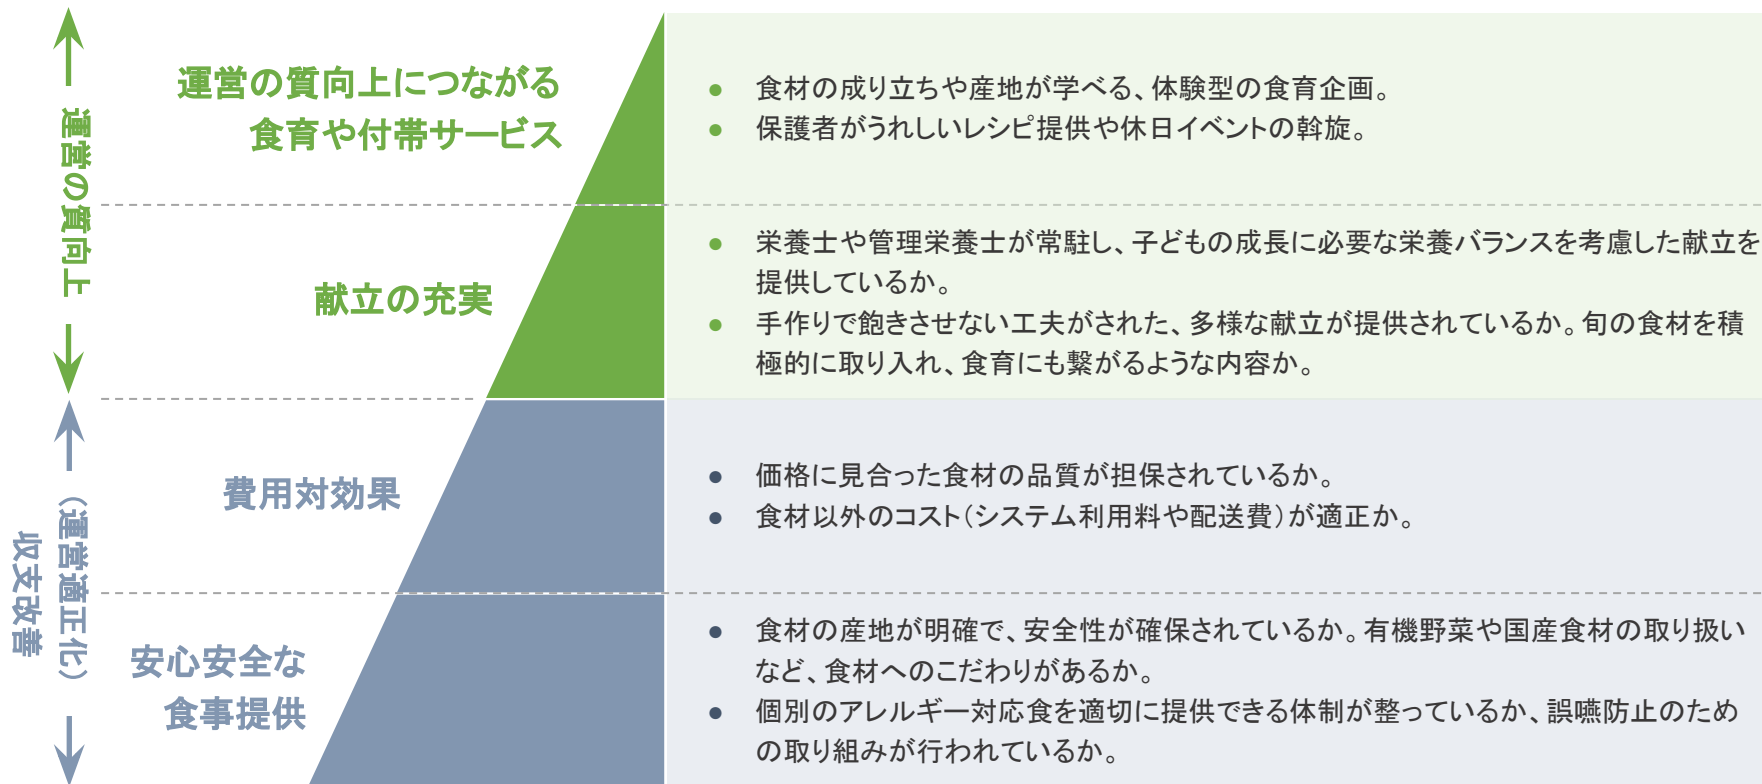 運営の質向上
運営の質向上につながる
食育や付帯サービス
● 食材の成り立ちや産地が学べる、体験型の食育企画。
● 保護者がうれしいレシピ提供や休日イベントの斡旋。
献立の充実
● 栄養士や管理栄養士が常駐し、子どもの成長に必要な栄養バランスを考慮した献立を
提供しているか。
● 手作りで飽きさせない工夫がされた、多様な献立が提供されているか。旬の食材を積
極的に取り入れ、食育にも繋がるような内容か。
(運営適正化)
収支改善
費用対効果
● 価格に見合った食材の品質が担保されているか。
● 食材以外のコスト(システム利用料や配送費)が適正か。
安心安全な
食事提供
● 食材の産地が明確で、安全性が確保されているか。有機野菜や国産食材の取り扱い
など、食材へのこだわりがあるか。
● 個別のアレルギー対応食を適切に提供できる体制が整っているか、誤嚥防止のため
の取り組みが行われているか。